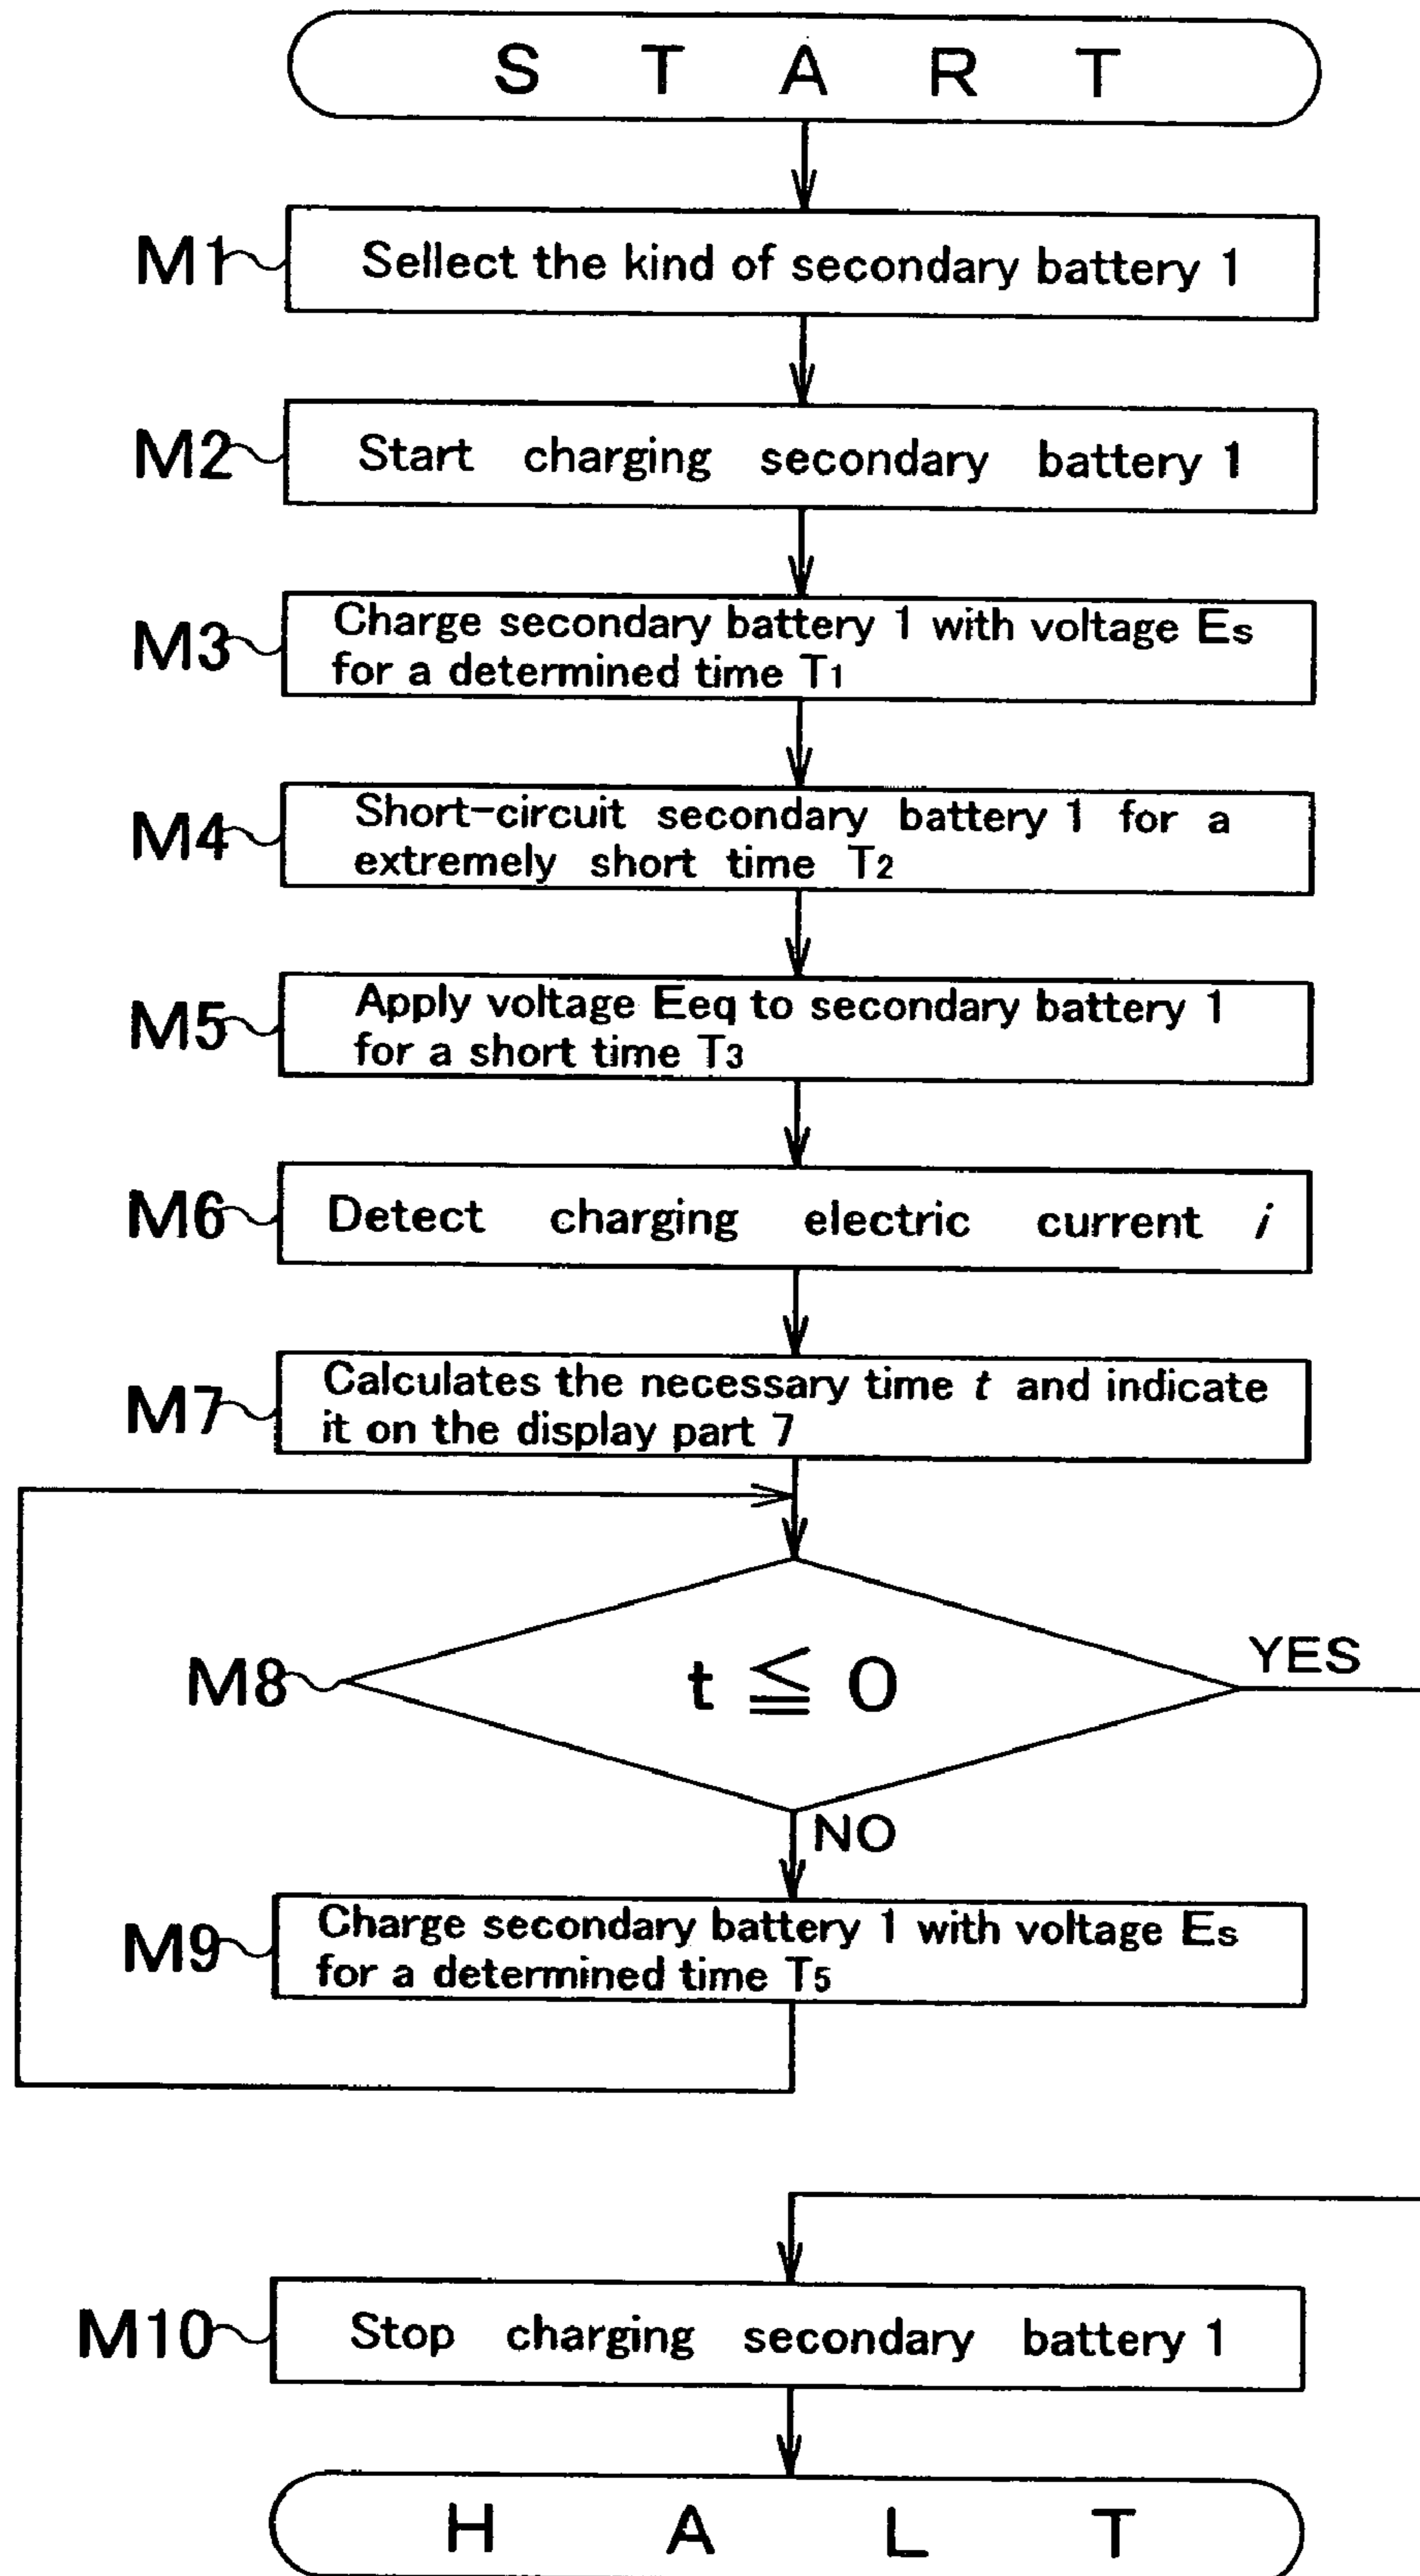 START
M1
Sellect the kind of secondary battery 1
M2
Start charging secondary battery 1
M3
Charge secondary battery 1 with voltage Es
for a determined time T1
M4
Short-circuit secondary battery 1 for a
extremely short time T2
M5
Apply voltage Eeq to secondary battery 1
for a short time T3
M6
Detect charging electric current i
M7
Calculates the necessary time t and indicate
it on the display part 7
M8
t ≦ 0
YES
NO
M9
Charge secondary battery 1 with voltage Es
for a determined time T5
M10
Stop charging secondary battery 1
HALT